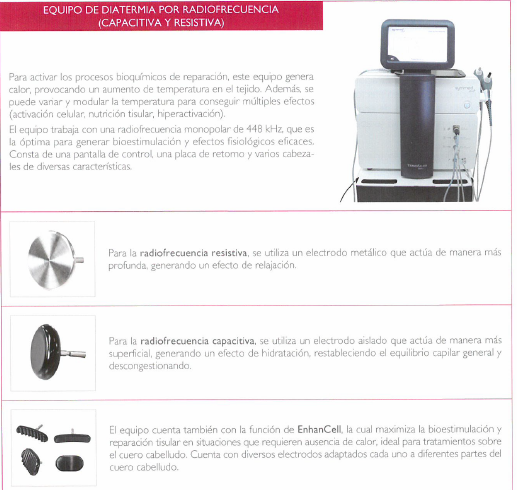 EQUIPO DE DIATERMIA POR RADIOFRECUENCIA
(CAPACITIVA Y RESISTIVA)
Para activar los procesos bioquímicos de reparación, este equipo genera
calor, provocando un aumento de temperatura en el tejido. Además, se
puede variar y modular la temperatura para conseguir múltiples efectos
(activación celular, nutrición tisular, hiperactivación).
El equipo trabaja con una radiofrecuencia monopolar de 448 kHz, que es
la óptima para generar bioestimulación y efectos fisiológicos eficaces.
Consta de una pantalla de control, una placa de retorno y varios cabeza-
les de diversas características.
Para la radiofrecuencia resistiva, se utiliza un electrodo metálico que actúa de manera más
profunda, generando un efecto de relajación.
Para la radiofrecuencia capacitiva, se utiliza un electrodo aislado que actúa de manera más
superficial, generando un efecto de hidratación, restableciendo el equilibrio capilar general y
descongestionando.
El equipo cuenta también con la función de EnhanCell, la cual maximiza la bioestimulación y
reparación tisular en situaciones que requieren ausencia de calor, ideal para tratamientos sobre
el cuero cabelludo. Cuenta con diversos electrodos adaptados cada uno a diferentes partes del
cuero cabelludo.